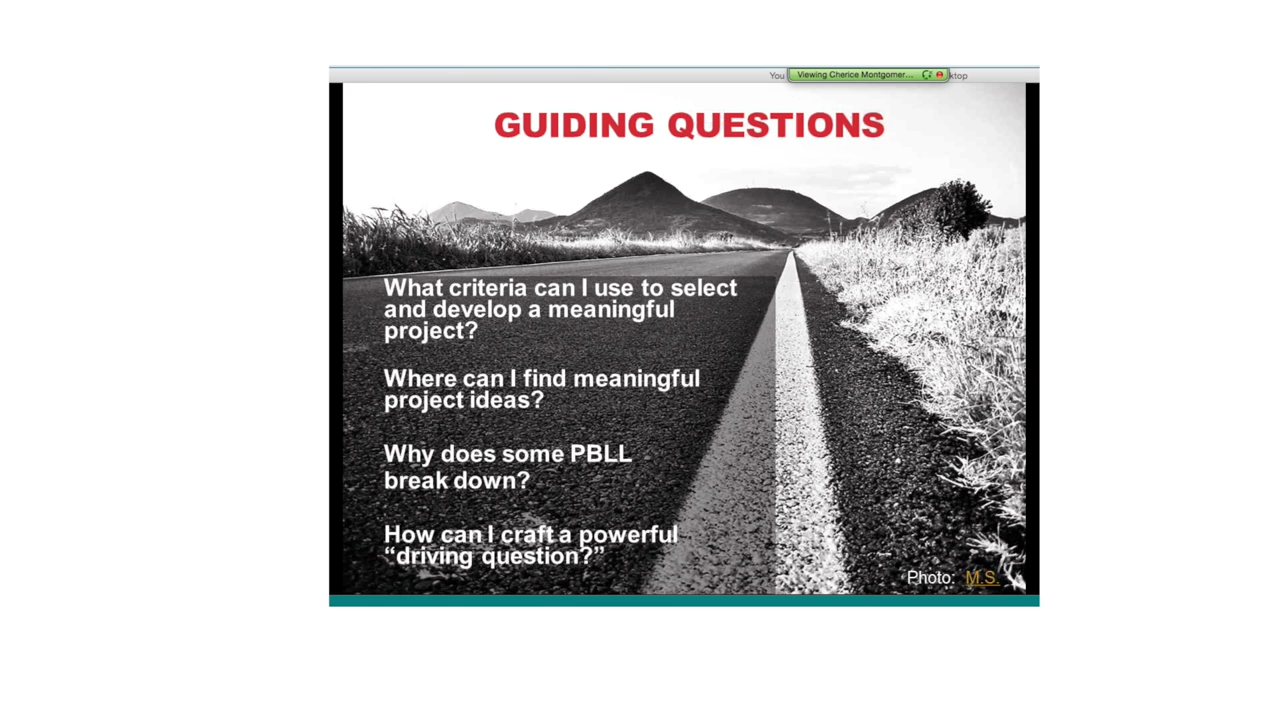 You
Viewing Cherice Montgomer...
ktop
GUIDING QUESTIONS
What criteria can I use to select
and develop a meaningful
project?
Where can I find meaningful
project ideas?
Why does some PBLL
break down?
How can I craft a powerful
“driving question?”
Photo: M.S.